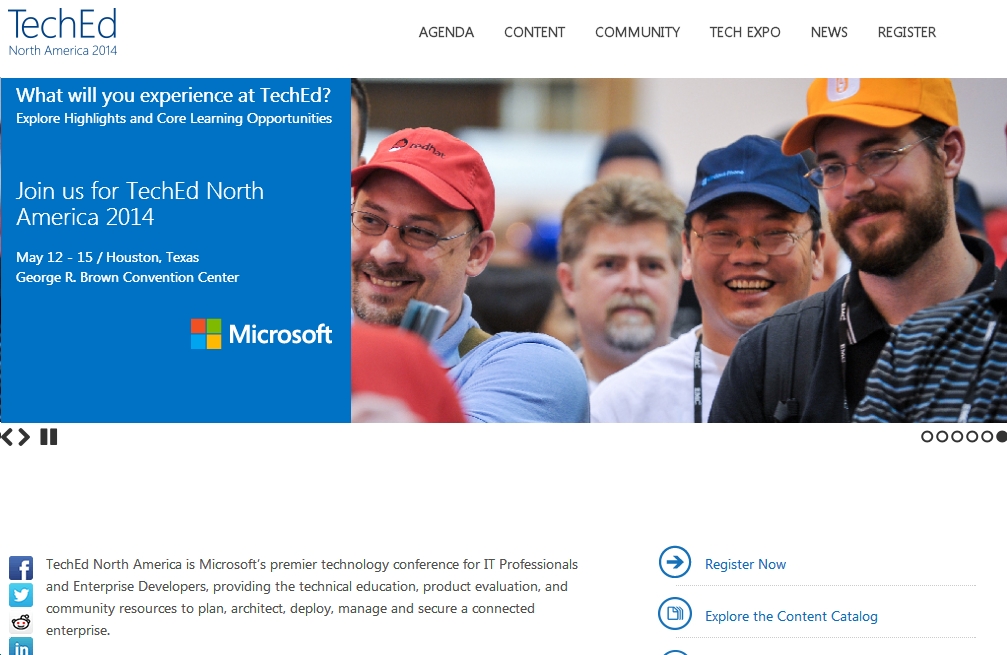 TechEd
North America 2014
AGENDA CONTENT COMMUNITY TECH EXPO NEWS REGISTER
What will you experience at TechEd?
Explore Highlights and Core Learning Opportunities
Join us for TechEd North
America 2014
May 12 - 15 / Houston, Texas
George R. Brown Convention Center
Microsoft
redhat
TechEd North America is Microsoft's premier technology conference for IT Professionals
and Enterprise Developers, providing the technical education, product evaluation, and
community resources to plan, architect, deploy, manage and secure a connected
enterprise.
Register Now
Explore the Content Catalog